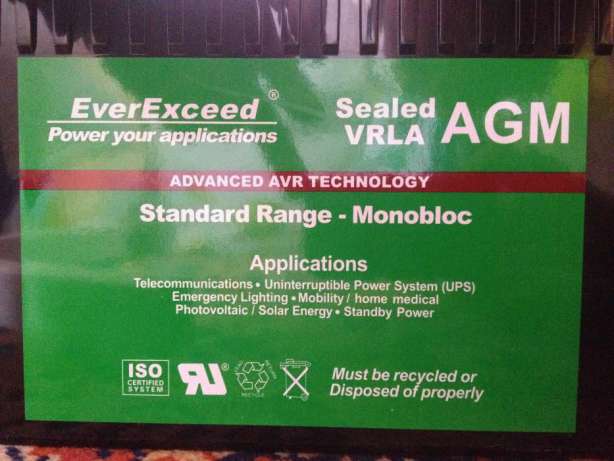 EverExceed ®
Power your applications
Sealed
VRLA AGM
ADVANCED AVR TECHNOLOGY
Standard Range - Monobloc
Applications
Telecommunications • Uninterruptible Power System (UPS)
Emergency Lighting • Mobility / home medical
Photovoltaic / Solar Energy • Standby Power
ISO
CERTIFIED
SYSTEM
RU ®
RECYCLE
Must be recycled or
Disposed of properly